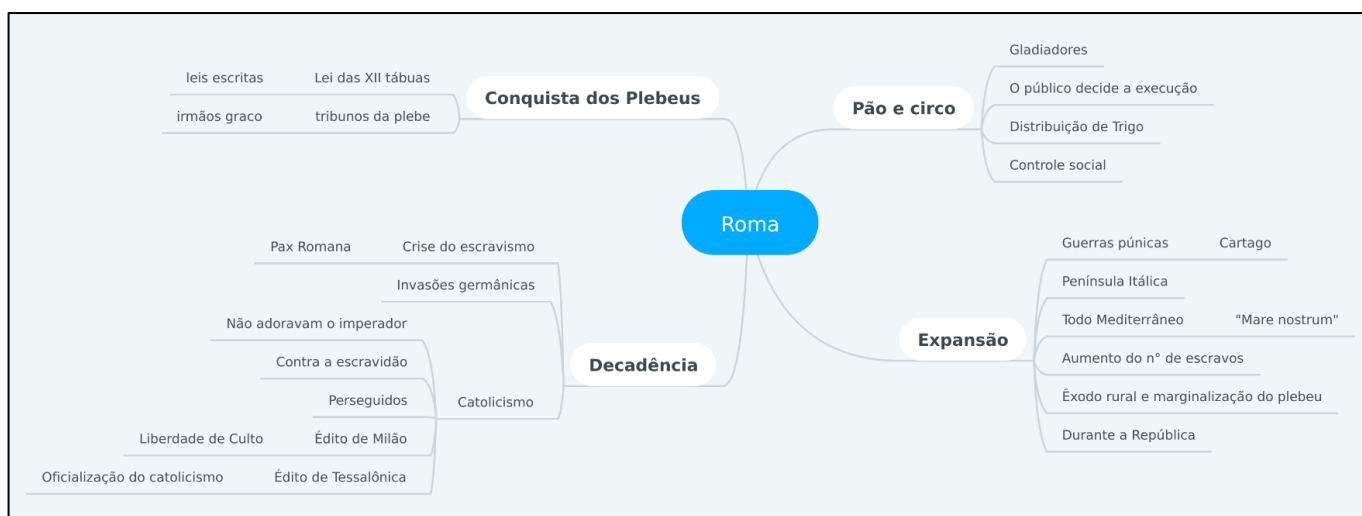 Roma
Conquista dos Plebeus
Lei das XII tábuas
leis escritas
tribunos da plebe
irmãos graco
Decadência
Crise do escravismo
Pax Romana
Invasões germânicas
Catolicismo
Não adoravam o imperador
Contra a escravidão
Perseguidos
Édito de Milão
Liberdade de Culto
Édito de Tessalônica
Oficialização do catolicismo
Pão e circo
Gladiadores
O público decide a execução
Distribuição de Trigo
Controle social
Expansão
Guerras púnicas
Cartago
Península Itálica
Todo Mediterrâneo
"Mare nostrum"
Aumento do n° de escravos
Êxodo rural e marginalização do plebeu
Durante a República